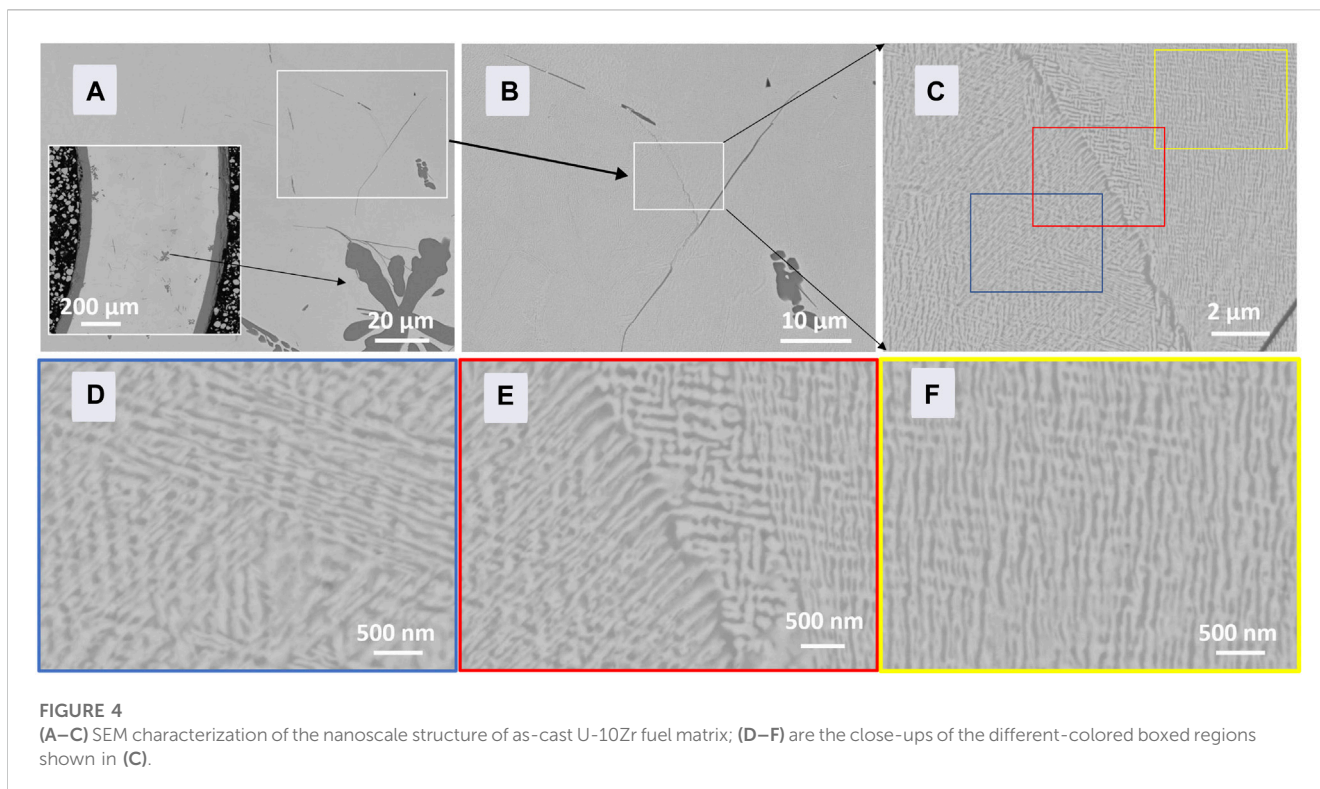 A
B
C
200 µm
20 µm
10 µm
2 µm
D
E
F
500 nm
500 nm
500 nm
FIGURE 4
(A–C) SEM characterization of the nanoscale structure of as-cast U-10Zr fuel matrix; (D–F) are the close-ups of the different-colored boxed regions
shown in (C).